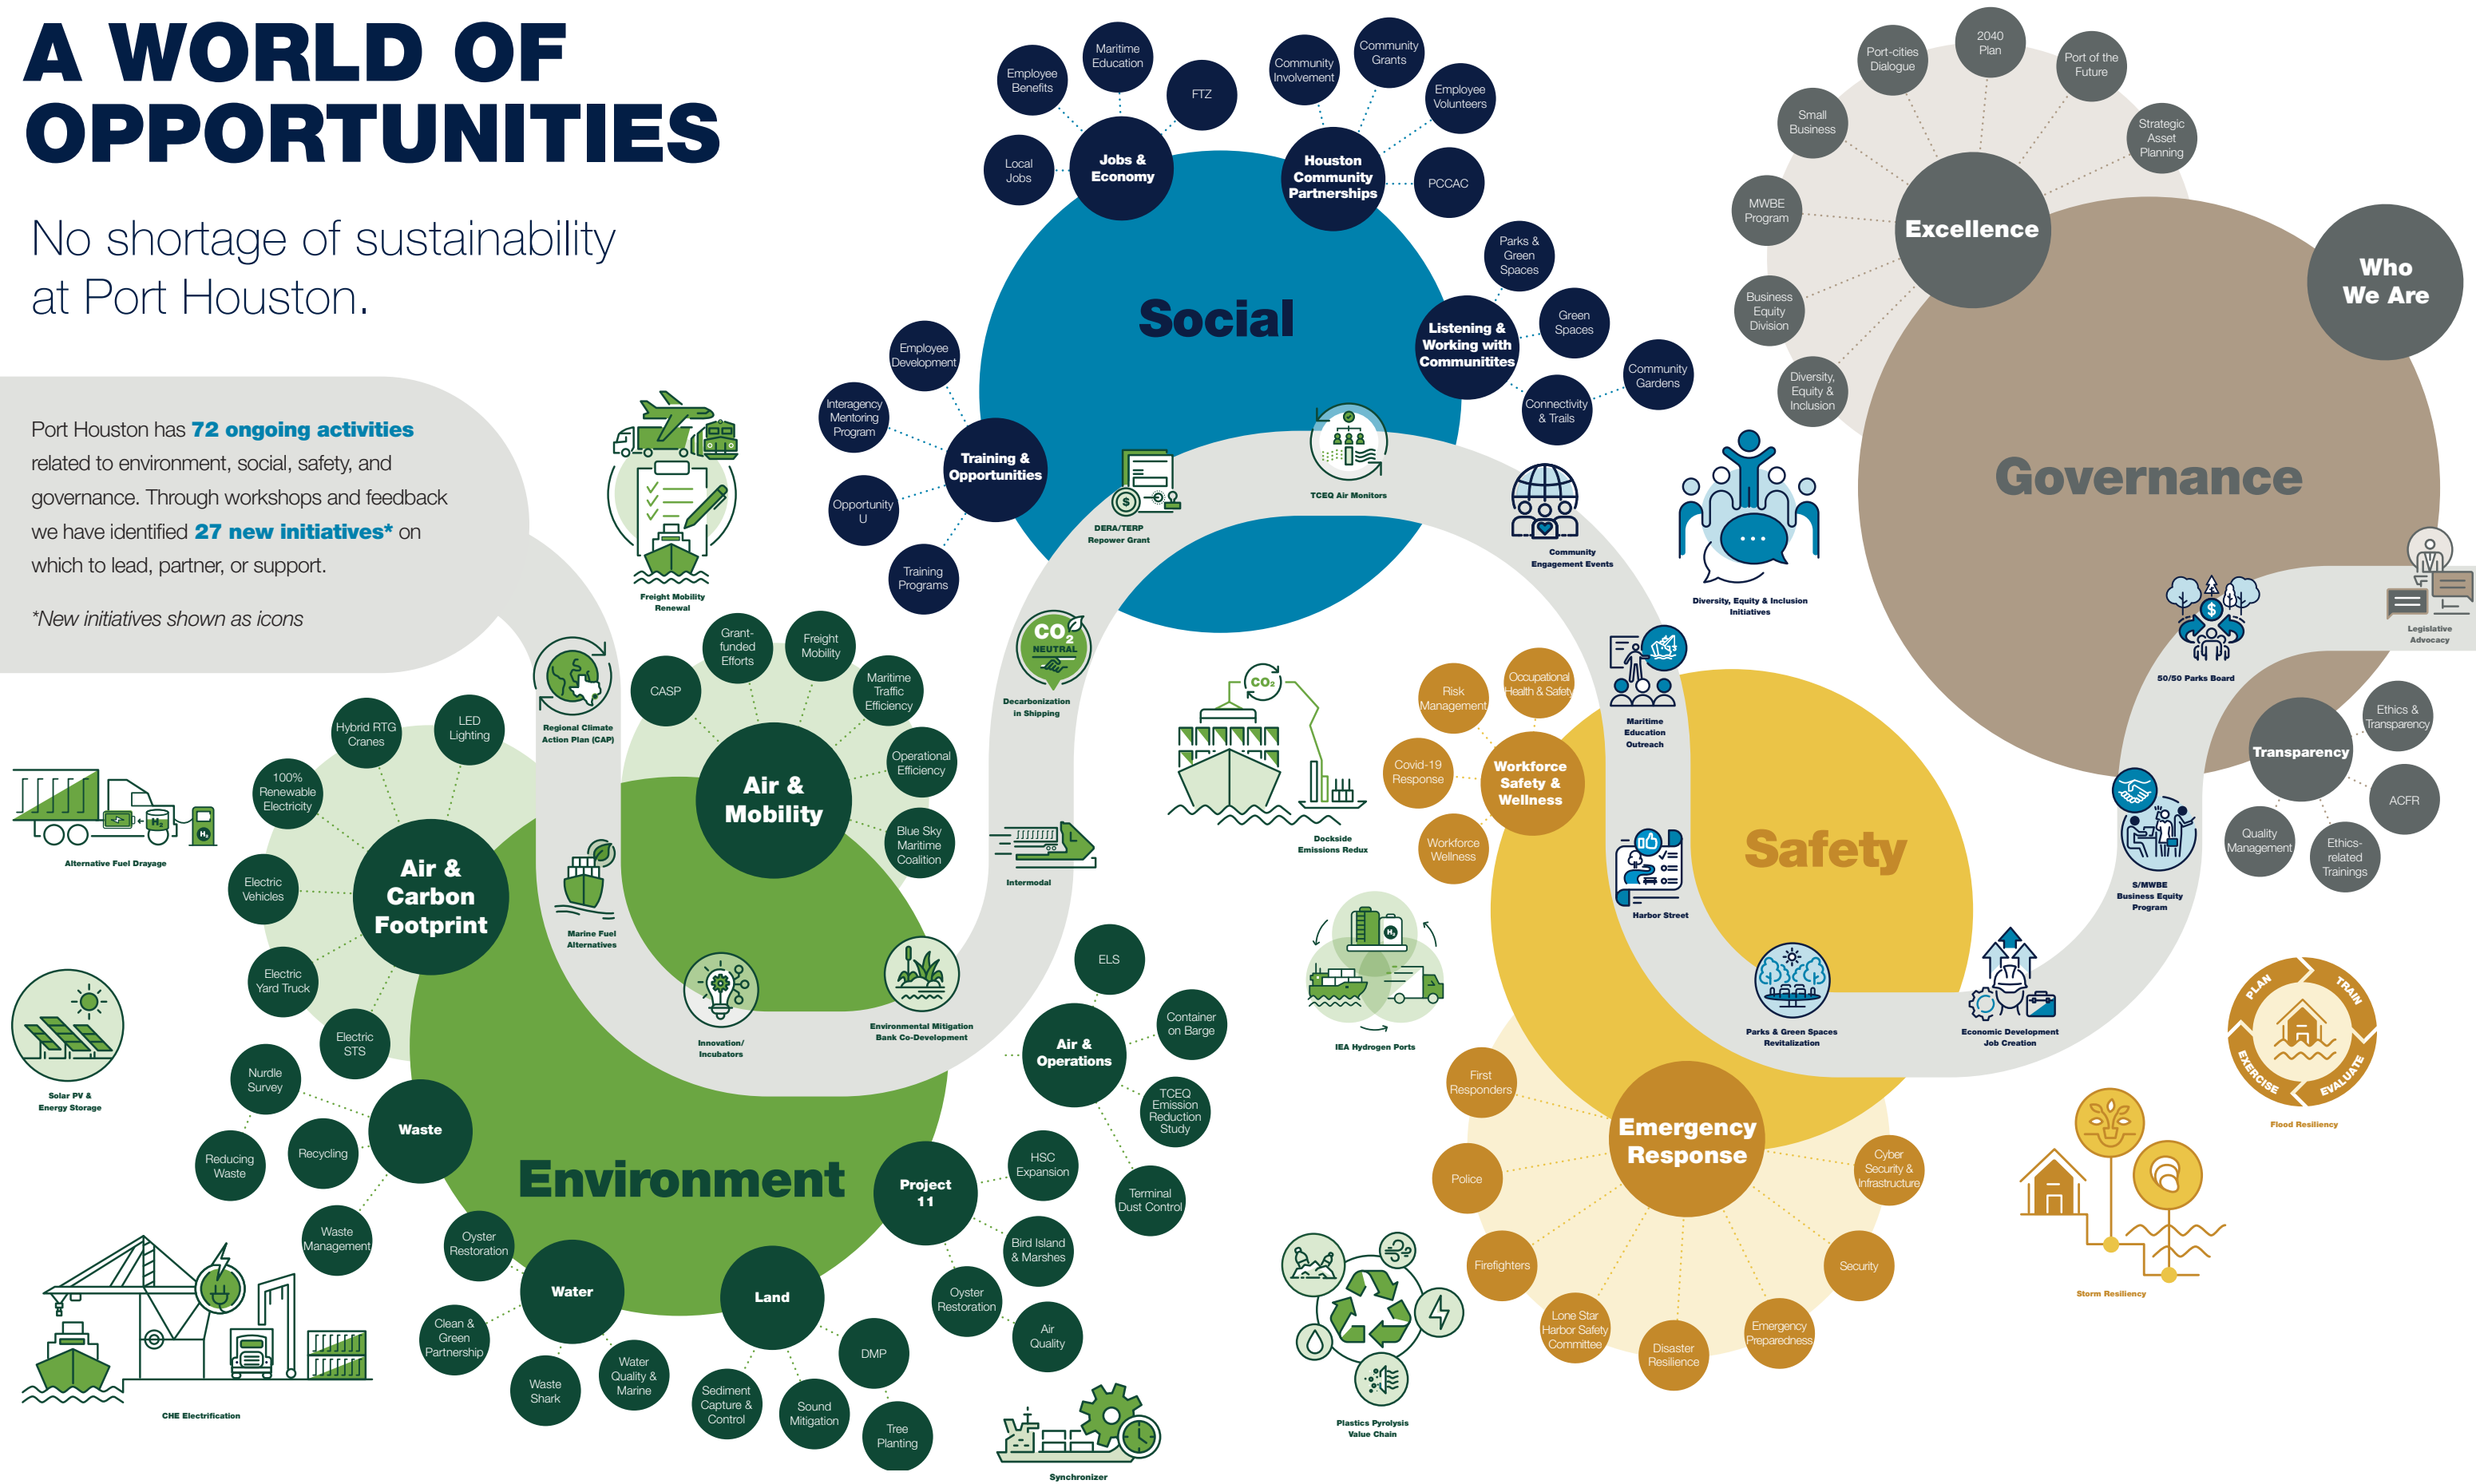 A WORLD OF
OPPORTUNITIES
No shortage of sustainability
at Port Houston.
Port Houston has 72 ongoing activities
related to environment, social, safety, and
governance. Through workshops and feedback
we have identified 27 new initiatives* on
which to lead, partner, or support.
*New initiatives shown as icons
Social
Jobs &
Economy
Local
Jobs
Employee
Benefits
Maritime
Education
FTZ
Houston
Community
Partnerships
Community
Involvement
Community
Grants
Employee
Volunteers
PCCAC
Listening &
Working with
Communitites
Parks &
Green
Spaces
Green
Spaces
Connectivity
& Trails
Community
Gardens
Training &
Opportunities
Employee
Development
Interagency
Mentoring
Program
Opportunity
U
Training
Programs
Governance
Excellence
Port-cities
Dialogue
2040
Plan
Port of the
Future
Strategic
Asset
Planning
Small
Business
MWBE
Program
Business
Equity
Division
Diversity,
Equity &
Inclusion
Who
We Are
Transparency
Ethics &
Transparency
ACFR
Ethics-
related
Trainings
Quality
Management
Legislative
Advocacy
50/50 Parks Board
S/MWBE
Business Equity
Program
Economic Development
Job Creation
Parks & Green Spaces
Revitalization
Harbor Street
Maritime
Education
Outreach
Diversity, Equity & Inclusion
Initiatives
Community
Engagement Events
TCEQ Air Monitors
$
DERA/TERP
Repower Grant
CO2
NEUTRAL
Decarbonization
in Shipping
Intermodal
Environmental Mitigation
Bank Co-Development
Innovation/
Incubators
Marine Fuel
Alternatives
Regional Climate
Action Plan (CAP)
Freight Mobility
Renewal
CO2
Dockside
Emissions Redux
H2
IEA Hydrogen Ports
Plastics Pyrolysis
Value Chain
Synchronizer
CHE Electrification
Solar PV &
Energy Storage
H2
H2
Alternative Fuel Drayage
Environment
Air &
Mobility
CASP
Grant-
funded
Efforts
Freight
Mobility
Maritime
Traffic
Efficiency
Operational
Efficiency
Blue Sky
Maritime
Coalition
Air &
Carbon
Footprint
LED
Lighting
Hybrid RTG
Cranes
100%
Renewable
Electricity
Electric
Vehicles
Electric
Yard Truck
Electric
STS
Waste
Nurdle
Survey
Reducing
Waste
Recycling
Waste
Management
Water
Oyster
Restoration
Clean &
Green
Partnership
Waste
Shark
Water
Quality &
Marine
Land
Sediment
Capture &
Control
Sound
Mitigation
DMP
Tree
Planting
Project
11
HSC
Expansion
Bird Island
& Marshes
Oyster
Restoration
Air
Quality
Air &
Operations
ELS
Container
on Barge
TCEQ
Emission
Reduction
Study
Terminal
Dust Control
Safety
Workforce
Safety &
Wellness
Risk
Management
Occupational
Health & Safety
Covid-19
Response
Workforce
Wellness
Emergency
Response
First
Responders
Police
Firefighters
Lone Star
Harbor Safety
Committee
Disaster
Resilience
Emergency
Preparedness
Security
Cyber
Security &
Infrastructure
PLAN
TRAIN
EVALUATE
EXERCISE
Flood Resiliency
Storm Resiliency
$